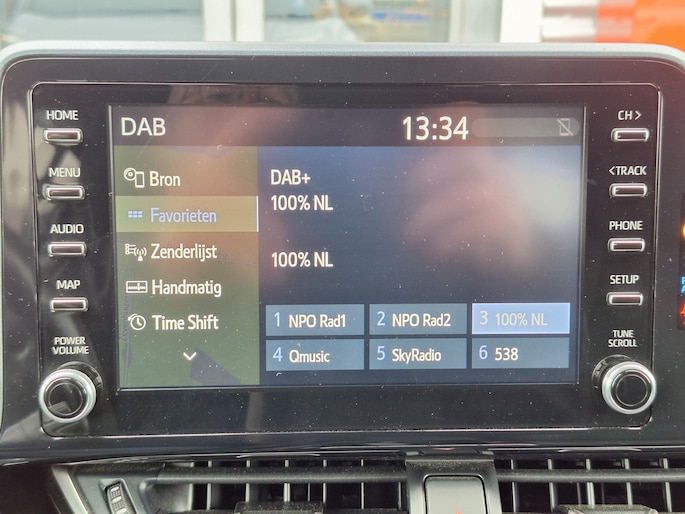 HOME
MENU
AUDIO
MAP
POWER
VOLUME
DAB
13:34
Bron
Favorieten
Zenderlijst
Handmatig
Time Shift
DAB+
100% NL
100% NL
1 NPO Rad1
2 NPO Rad2
3 100% NL
4 Qmusic
5 SkyRadio
6 538
CH >
< TRACK
PHONE
SETUP
TUNE
SCROLL